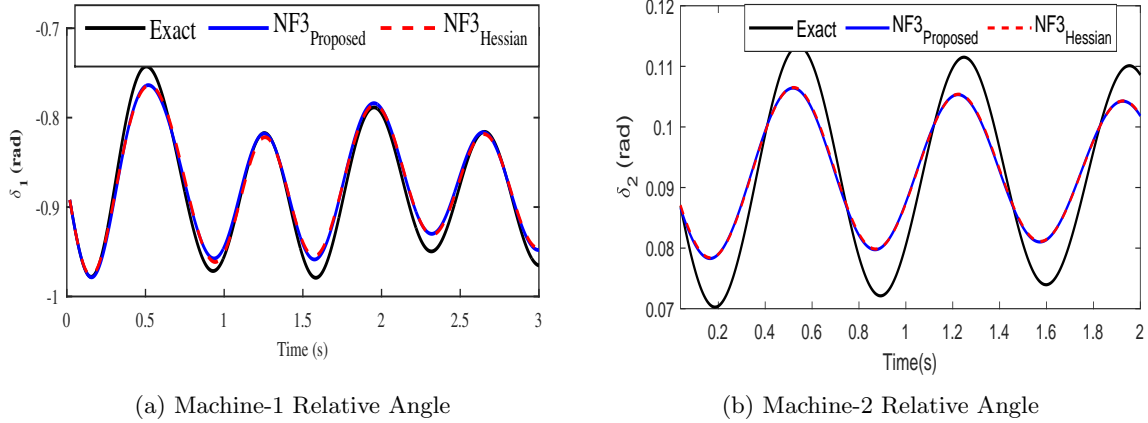 Exact NF3Proposed NF3Hessian
-0.7
-0.8
-0.9
-1
δ1 (rad)
0 0.5 1 1.5 2 2.5 3
Time (s)
(a) Machine-1 Relative Angle
Exact NF3Proposed NF3Hessian
0.12
0.11
0.1
0.09
0.08
0.07
δ2 (rad)
0.2 0.4 0.6 0.8 1 1.2 1.4 1.6 1.8 2
Time(s)
(b) Machine-2 Relative Angle